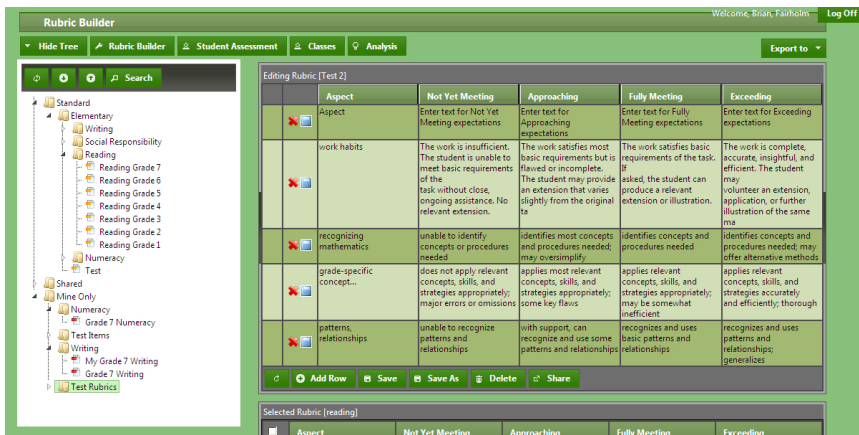 Welcome, Brian, Fairholm
Log Off
Rubric Builder
Hide Tree
Rubric Builder
Student Assessment
Classes
Analysis
Export to
Search
Standard
Elementary
Writing
Social Responsibility
Reading
Reading Grade 7
Reading Grade 6
Reading Grade 5
Reading Grade 4
Reading Grade 3
Reading Grade 2
Reading Grade 1
Numeracy
Test
Shared
Mine Only
Numeracy
Grade 7 Numeracy
Test Items
Writing
My Grade 7 Writing
Grade 7 Writing
Test Rubrics
Editing Rubric [Test 2]
Aspect
Not Yet Meeting
Approaching
Fully Meeting
Exceeding
Aspect
Enter text for Not Yet
Meeting expectations
Enter text for
Approaching
expectations
Enter text for Fully
Meeting expectations
Enter text for Exceeding
expectations
work habits
The work is insufficient.
The student is unable to
meet basic requirements
of the
task without close,
ongoing assistance. No
relevant extension.
The work satisfies most
basic requirements but is
flawed or incomplete.
The student may provide
an extension that varies
slightly from the original
ta
The work satisfies basic
requirements of the task.
If
asked, the student can
produce a relevant
extension or illustration.
The work is complete,
accurate, insightful, and
efficient. The student
may
volunteer an extension,
application, or further
illustration of the same
ma
recognizing
mathematics
unable to identify
concepts or procedures
needed
identifies most concepts
and procedures needed;
may oversimplify
identifies concepts and
procedures needed
identifies concepts and
procedures needed; may
offer alternative methods
grade-specific
concept...
does not apply relevant
concepts, skills, and
strategies appropriately;
major errors or omissions
applies most relevant
concepts, skills, and
strategies appropriately;
some key flaws
applies relevant
concepts, skills, and
strategies appropriately;
may be somewhat
inefficient
applies relevant
concepts, skills, and
strategies accurately
and efficiently; thorough
patterns,
relationships
unable to recognize
patterns and
relationships
with support, can
recognize and use some
patterns and relationships
recognizes and uses
basic patterns and
relationships
recognizes and uses
patterns and
relationships;
generalizes
Add Row
Save
Save As
Delete
Share
Selected Rubric [reading]
Aspect
Not Yet Meeting
Approaching
Fully Meeting
Exceeding